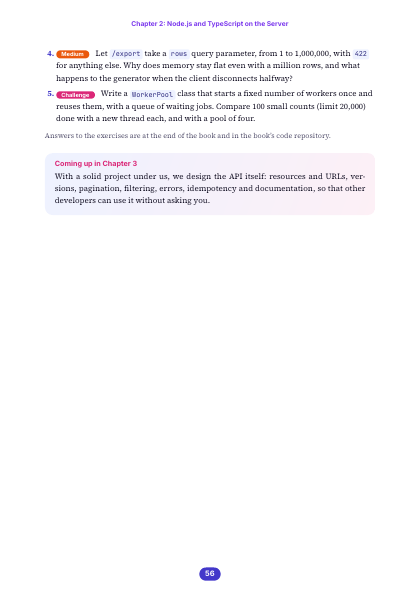 Chapter 2: Node.js and TypeScript on the Server
4. Medium Let /export take a rows query parameter, from 1 to 1,000,000, with 422
for anything else. Why does memory stay flat even with a million rows, and what
happens to the generator when the client disconnects halfway?
5. Challenge Write a WorkerPool class that starts a fixed number of workers once and
reuses them, with a queue of waiting jobs. Compare 100 small counts (limit 20,000)
done with a new thread each, and with a pool of four.
Answers to the exercises are at the end of the book and in the book's code repository.
Coming up in Chapter 3
With a solid project under us, we design the API itself: resources and URLs, ver-
sions, pagination, filtering, errors, idempotency and documentation, so that other
developers can use it without asking you.
56